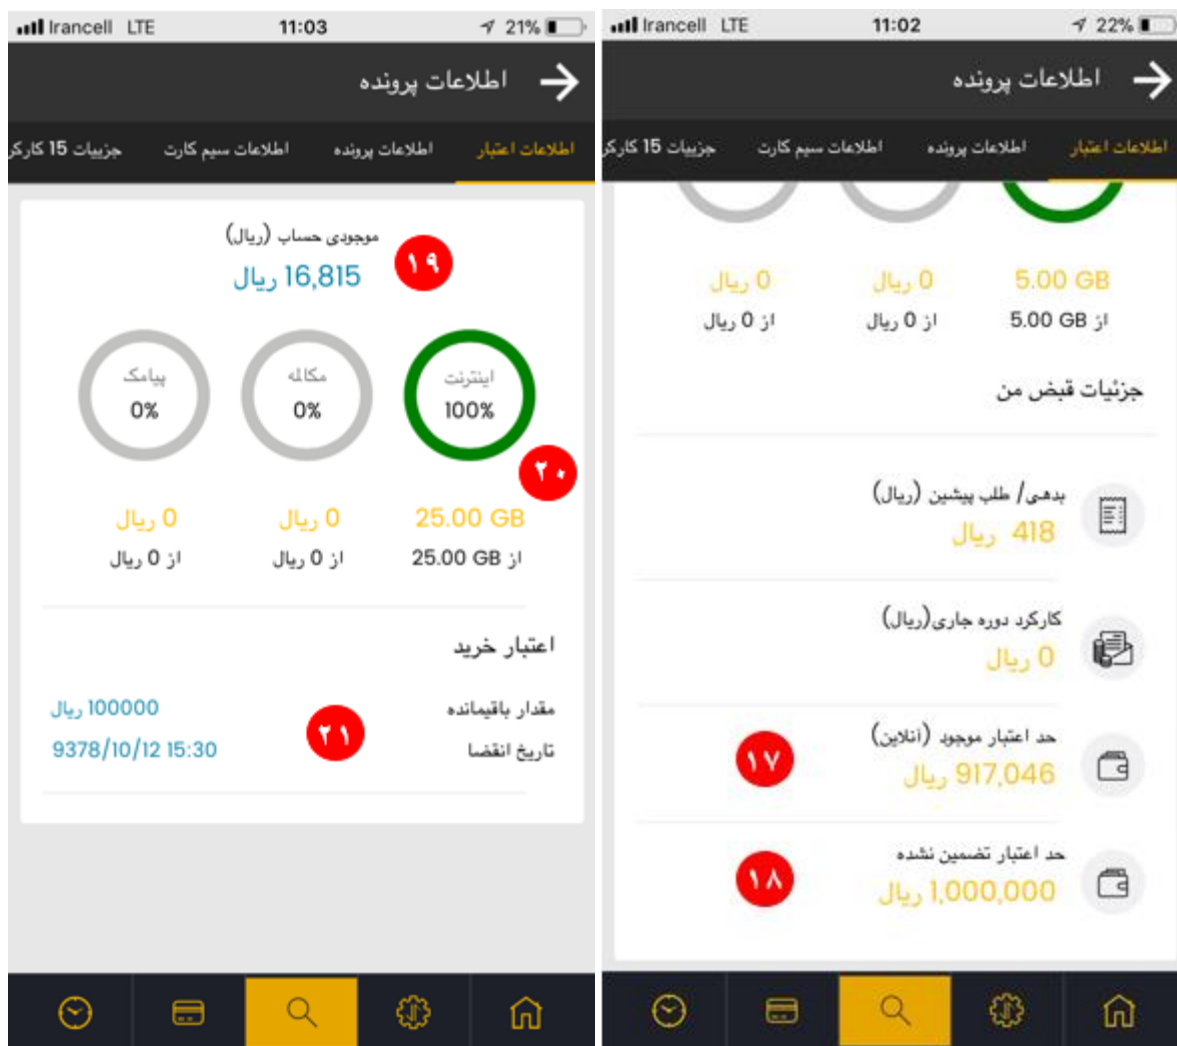 Irancell LTE 11:03 21%
اطلاعات پرونده
اطلاعات اعتبار اطلاعات پرونده اطلاعات سیم کارت جزییات 15 کارکر
موجودی حساب (ریال)
16,815 ریال
۱۹
اینترنت مکالمه پیامک
100% 0% 0%
۲۰
25.00 GB 0 ریال 0 ریال
از 25.00 GB از 0 ریال از 0 ریال
اعتبار خرید
مقدار باقیمانده 100000 ریال
۲۱
تاریخ انقضا 9378/10/12 15:30
Irancell LTE 11:02 22%
اطلاعات پرونده
اطلاعات اعتبار اطلاعات پرونده اطلاعات سیم کارت جزییات 15 کارکر
5.00 GB 0 ریال 0 ریال
از 5.00 GB از 0 ریال از 0 ریال
جزئیات قبض من
بدهی/ طلب پیشین (ریال)
418 ریال
کارکرد دوره جاری(ریال)
0 ریال
حد اعتبار موجود (آنلاین)
917,046 ریال
۱۷
حد اعتبار تضمین نشده
1,000,000 ریال
۱۸